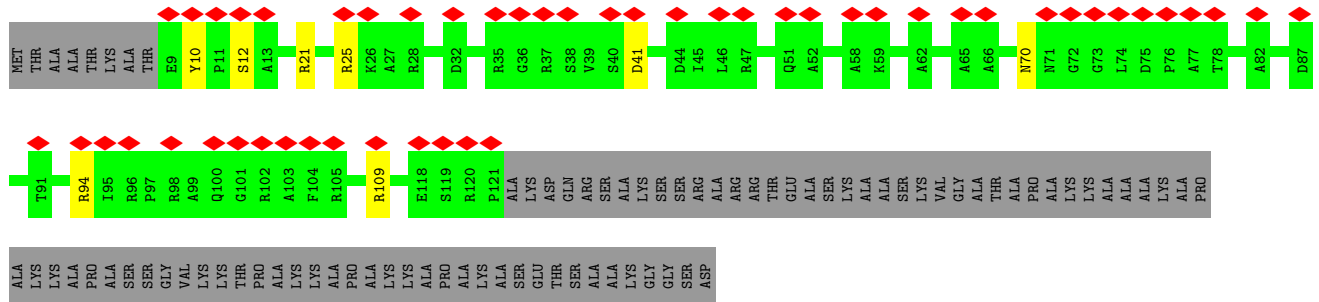 MET THR ALA ALA THR LYS ALA THR E9 Y10 P11 S12 A13 R21 R25 K26 A27 R28 D32 R35 G36 R37 S38 V39 S40 D41 D44 I45 L46 R47 Q51 A52 A58 K59 A62 A65 A66 N70 N71 G72 G73 L74 D75 P76 A77 T78 A82 D87
T91 R94 I95 R96 P97 R98 A99 Q100 G101 R102 A103 F104 R105 R109 E118 S119 R120 P121 ALA LYS ASP GLN ARG SER ALA LYS SER SER ARG ALA ARG ARG THR GLU ALA SER LYS ALA ALA SER LYS VAL GLY ALA THR ALA PRO ALA LYS LYS ALA ALA ALA LYS ALA PRO
ALA LYS LYS ALA PRO ALA SER SER GLY VAL LYS LYS THR PRO ALA LYS LYS ALA PRO ALA LYS LYS ALA PRO ALA LYS ALA SER GLU THR SER ALA ALA LYS GLY GLY SER ASP